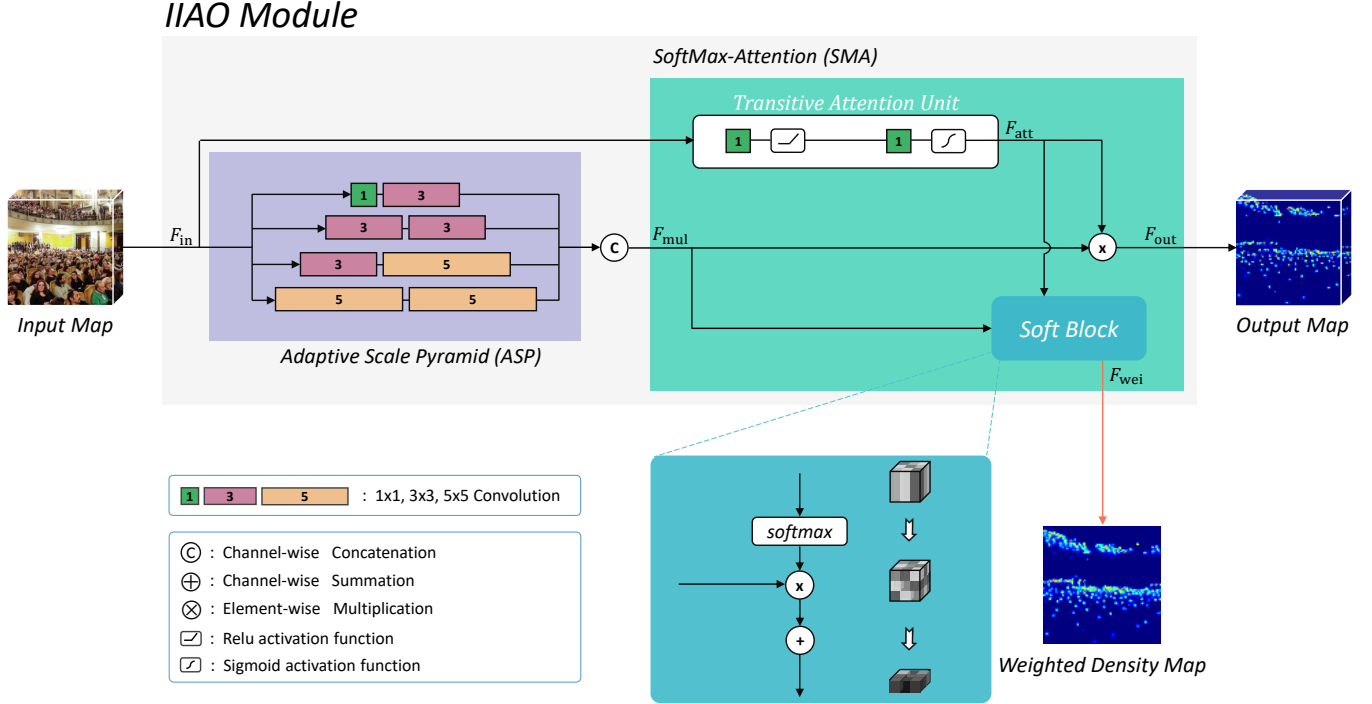 IIAO Module
SoftMax-Attention (SMA)
Transitive Attention Unit
1
1
F_att
1 3
3 3
3 5
5 5
F_in
C
F_mul
x
F_out
Input Map
Adaptive Scale Pyramid (ASP)
Soft Block
Output Map
F_wei
1 3 5 : 1x1, 3x3, 5x5 Convolution
C : Channel-wise Concatenation
: Channel-wise Summation
: Element-wise Multiplication
: Relu activation function
: Sigmoid activation function
softmax
x
+
Weighted Density Map